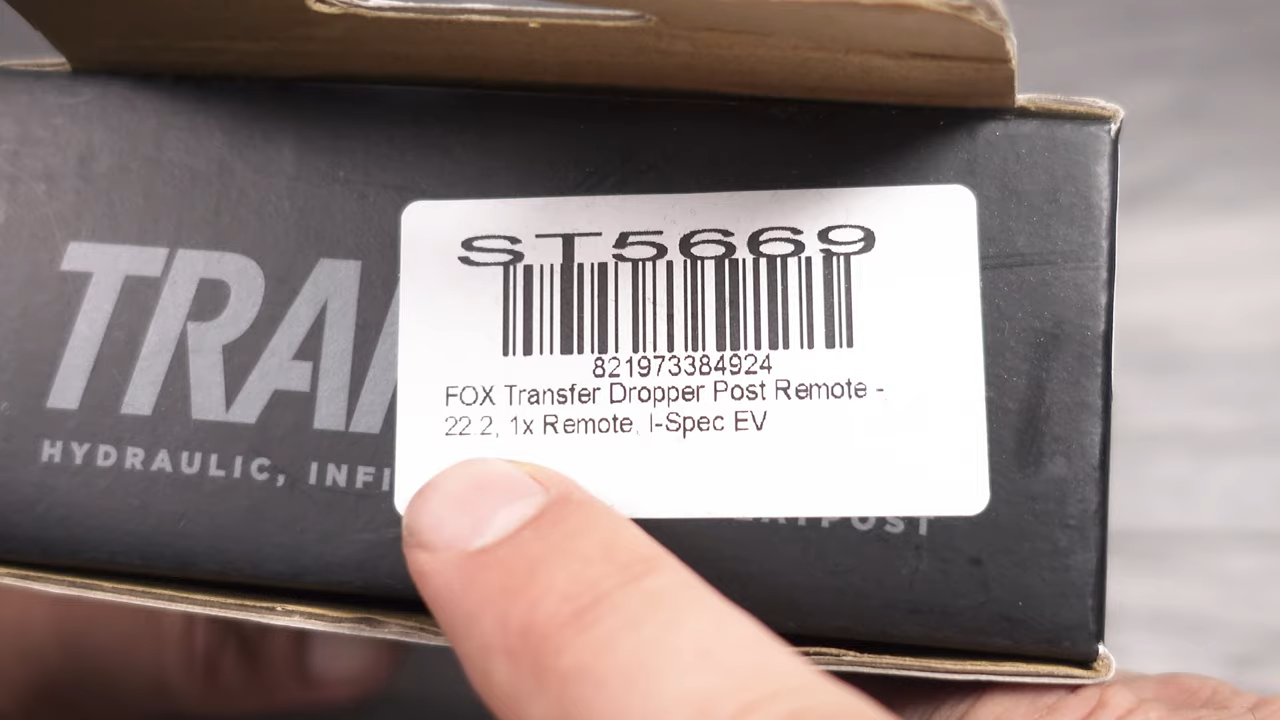 ST5669
821973384924
FOX Transfer Dropper Post Remote -
22.2, 1x Remote, I-Spec EV
TRA
HYDRAULIC, INFI